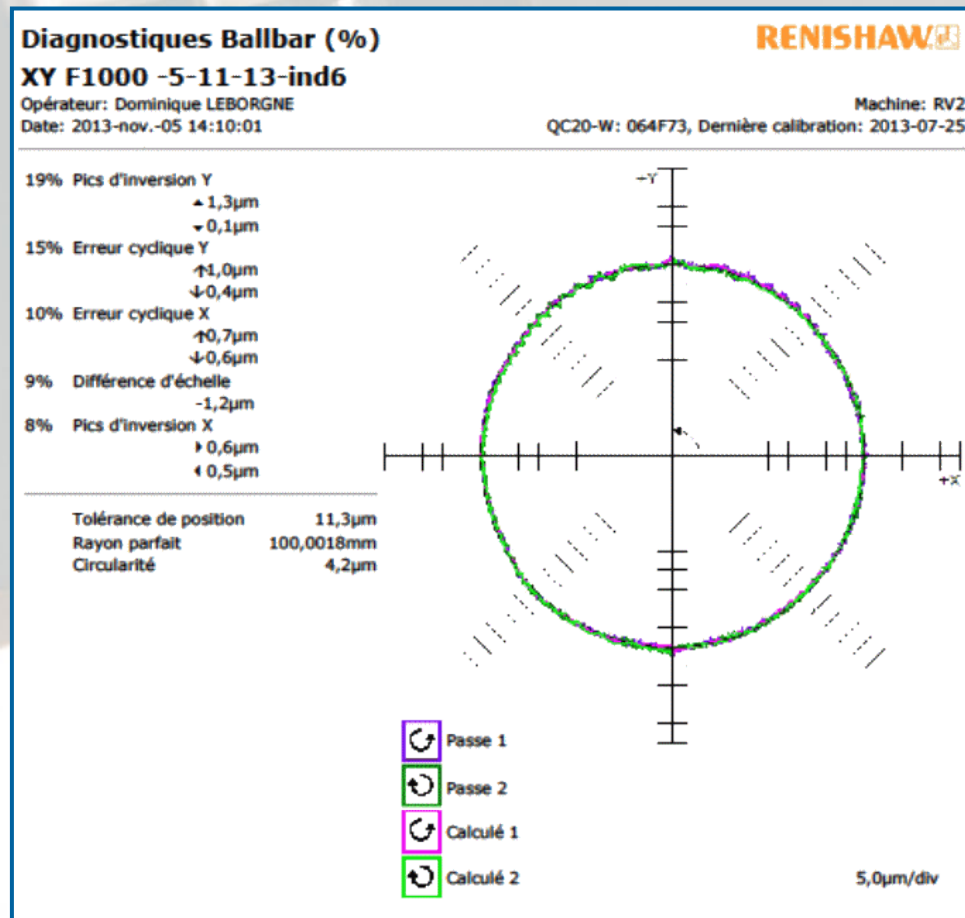 Diagnostiques Ballbar (%)
RENISHAW
XY F1000 -5-11-13-ind6
Opérateur: Dominique LEBORGNE
Machine: RV2
Date: 2013-nov.-05 14:10:01
QC20-W: 064F73, Dernière calibration: 2013-07-25
19% Pics d'inversion Y
▲ 1,3µm
▼ 0,1µm
15% Erreur cyclique Y
↑1,0µm
↓0,4µm
10% Erreur cyclique X
↑0,7µm
↓0,6µm
9% Différence d'échelle
-1,2µm
8% Pics d'inversion X
▶ 0,6µm
◀ 0,5µm
Tolérance de position 11,3µm
Rayon parfait 100,0018mm
Circularité 4,2µm
+Y
+X
Passe 1
Passe 2
Calculé 1
Calculé 2
5,0µm/div